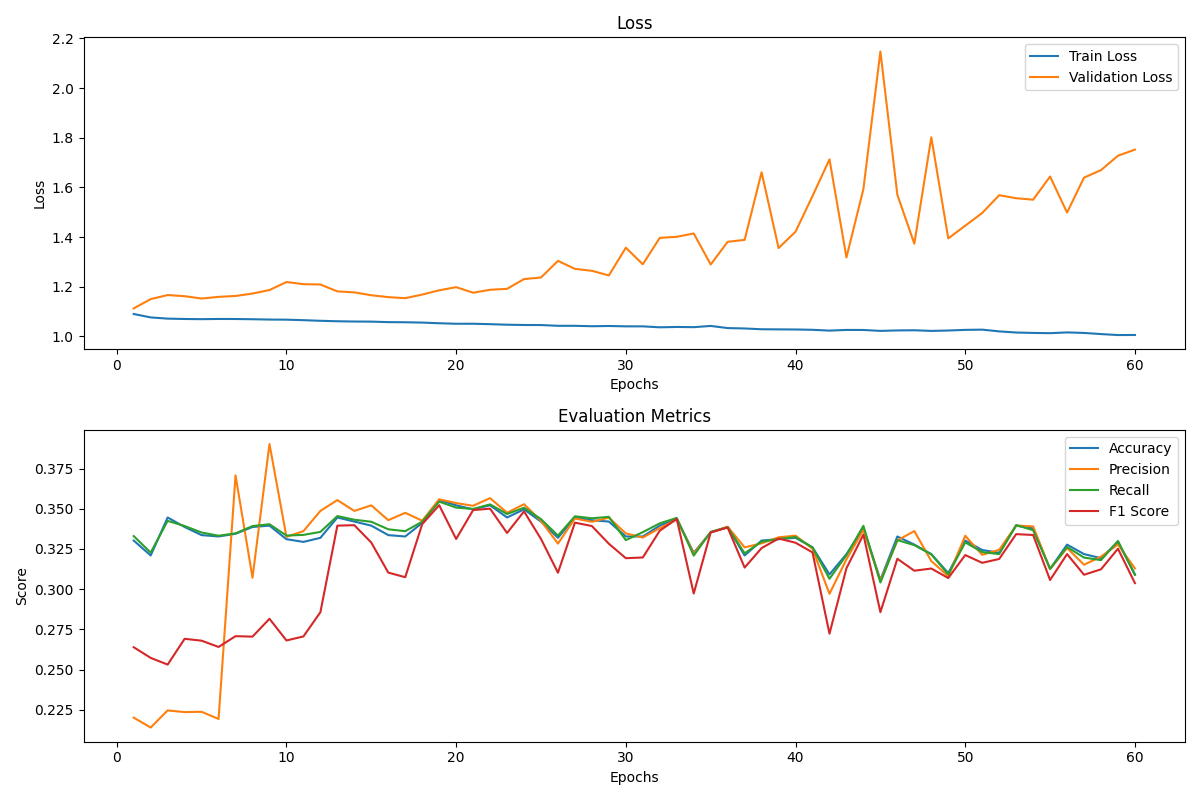 Loss
2.2
2.0
1.8
1.6
1.4
1.2
1.0
Loss
Train Loss
Validation Loss
0 10 20 30 40 50 60
Epochs
Evaluation Metrics
0.375
0.350
0.325
0.300
0.275
0.250
0.225
Score
Accuracy
Precision
Recall
F1 Score
0 10 20 30 40 50 60
Epochs